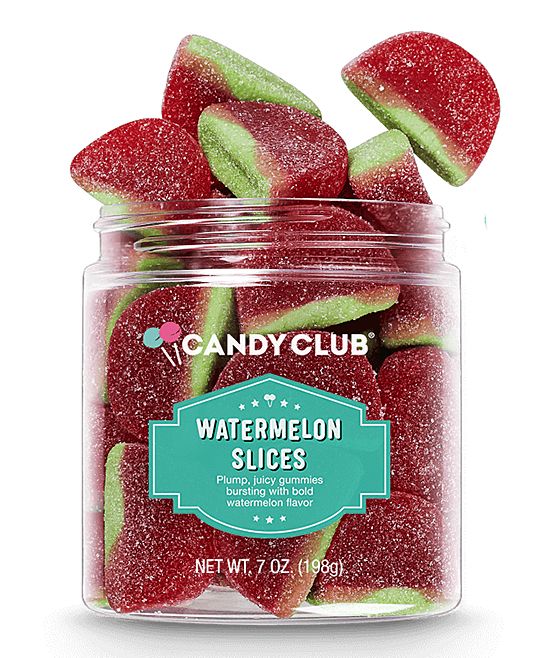 CANDY CLUB®
WATERMELON
SLICES
Plump, juicy gummies
bursting with bold
watermelon flavor
NET WT. 7 OZ. (198g)